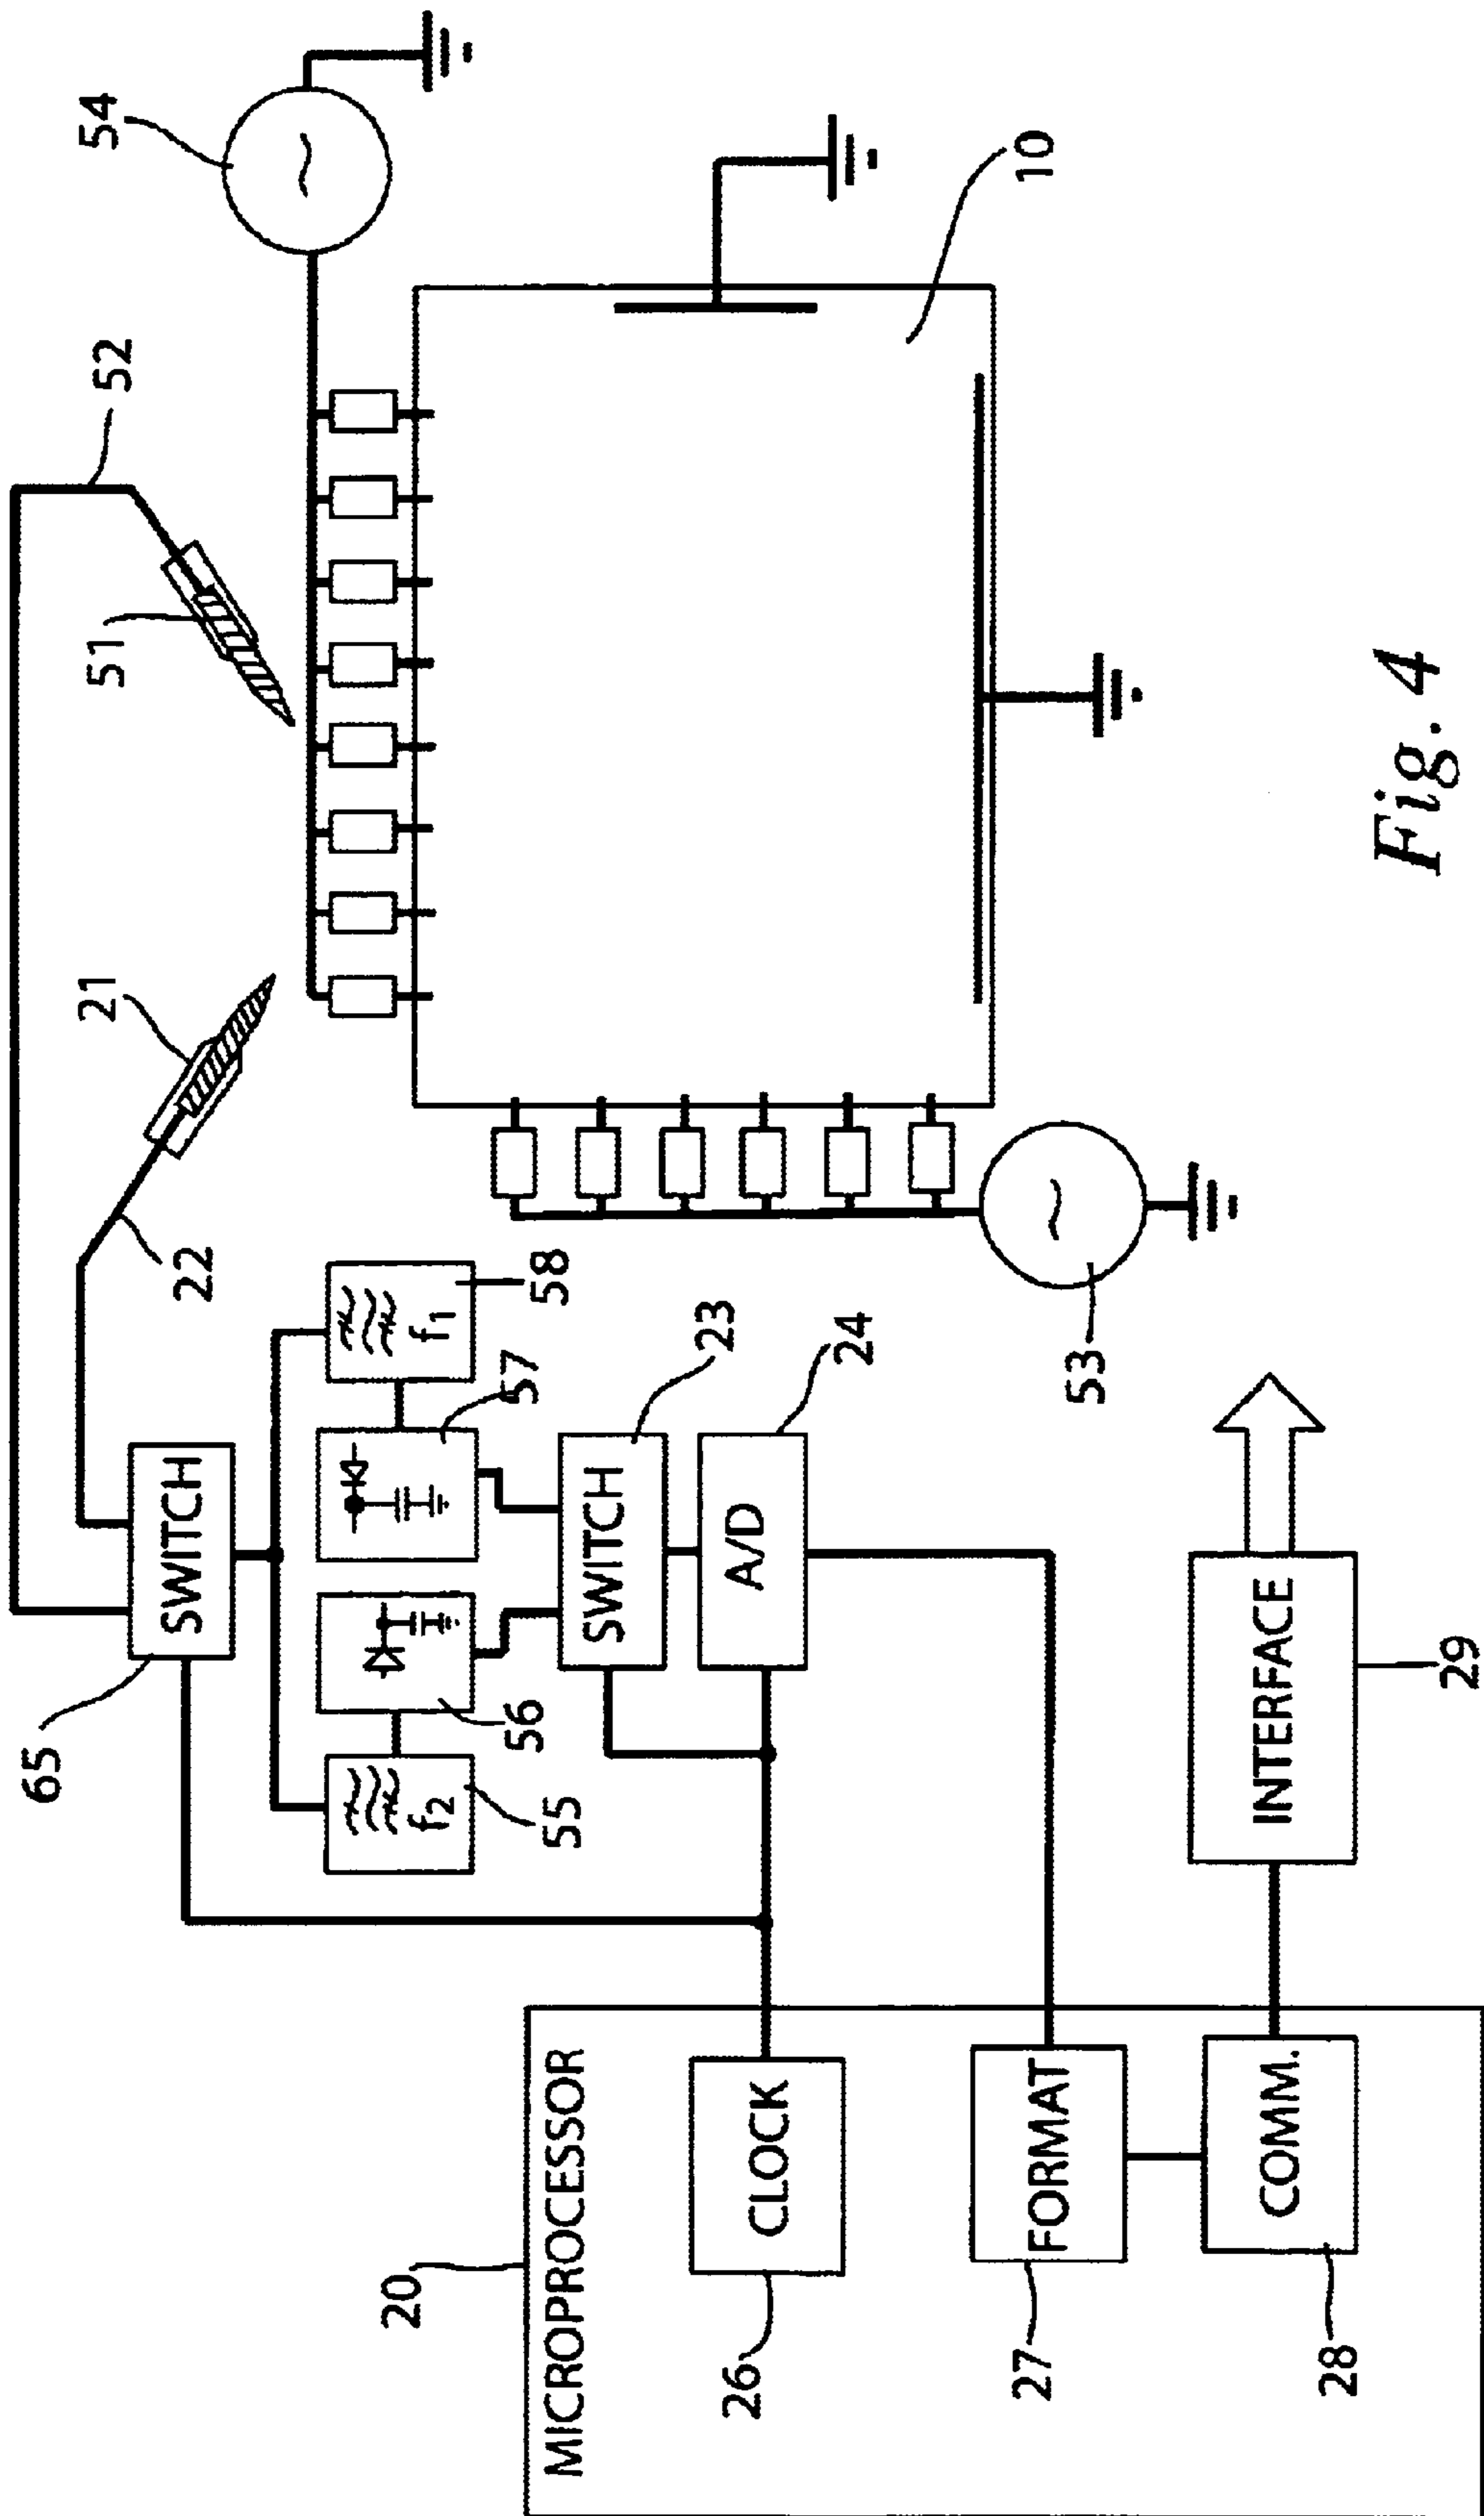 54
52
51
10
21
22
SWITCH
65
f1
58
57
f2
55
56
SWITCH
23
A/D
24
53
20
MICROPROCESSOR
CLOCK
26
FORMAT
27
COMM.
28
INTERFACE
29
Fig. 4